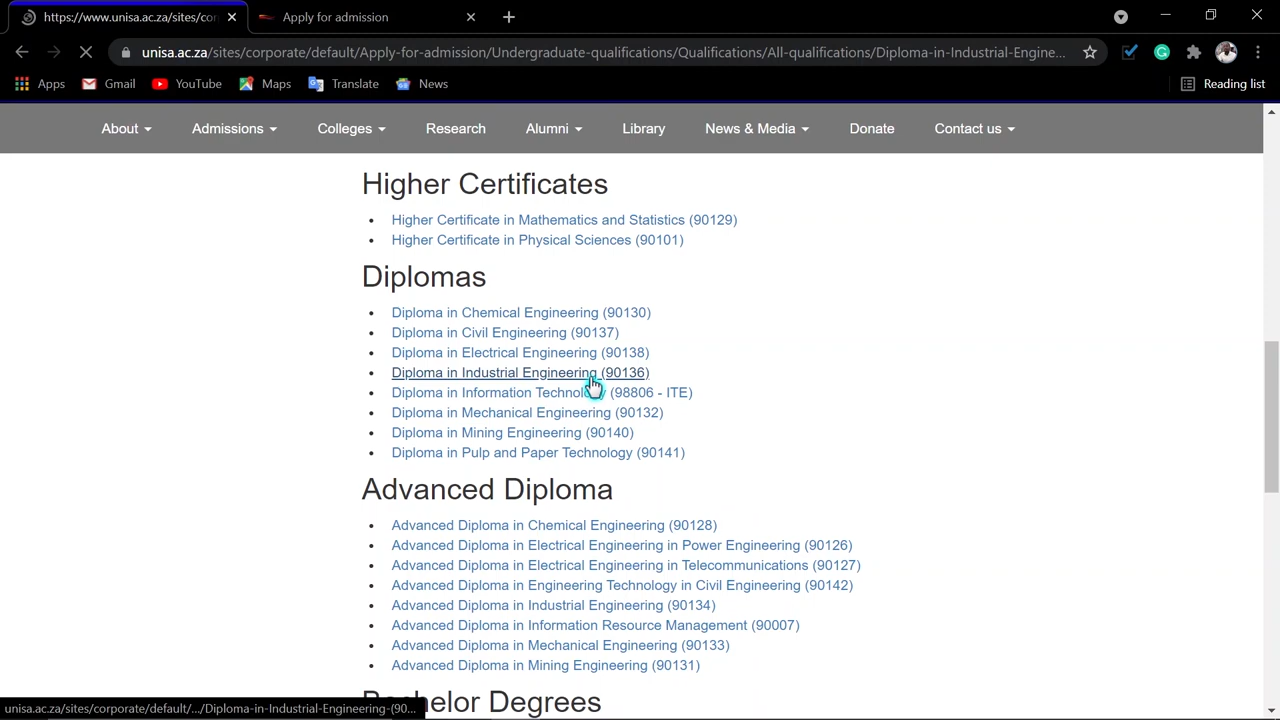 https://www.unisa.ac.za/sites/cor
Apply for admission
unisa.ac.za/sites/corporate/default/Apply-for-admission/Undergraduate-qualifications/Qualifications/All-qualifications/Diploma-in-Industrial-Engine...
Apps Gmail YouTube Maps Translate News Reading list
About Admissions Colleges Research Alumni Library News & Media Donate Contact us
Higher Certificates
• Higher Certificate in Mathematics and Statistics (90129)
• Higher Certificate in Physical Sciences (90101)
Diplomas
• Diploma in Chemical Engineering (90130)
• Diploma in Civil Engineering (90137)
• Diploma in Electrical Engineering (90138)
• Diploma in Industrial Engineering (90136)
• Diploma in Information Technology (98806 - ITE)
• Diploma in Mechanical Engineering (90132)
• Diploma in Mining Engineering (90140)
• Diploma in Pulp and Paper Technology (90141)
Advanced Diploma
• Advanced Diploma in Chemical Engineering (90128)
• Advanced Diploma in Electrical Engineering in Power Engineering (90126)
• Advanced Diploma in Electrical Engineering in Telecommunications (90127)
• Advanced Diploma in Engineering Technology in Civil Engineering (90142)
• Advanced Diploma in Industrial Engineering (90134)
• Advanced Diploma in Information Resource Management (90007)
• Advanced Diploma in Mechanical Engineering (90133)
• Advanced Diploma in Mining Engineering (90131)
Bachelor Degrees
unisa.ac.za/sites/corporate/default/.../Diploma-in-Industrial-Engineering-(90...